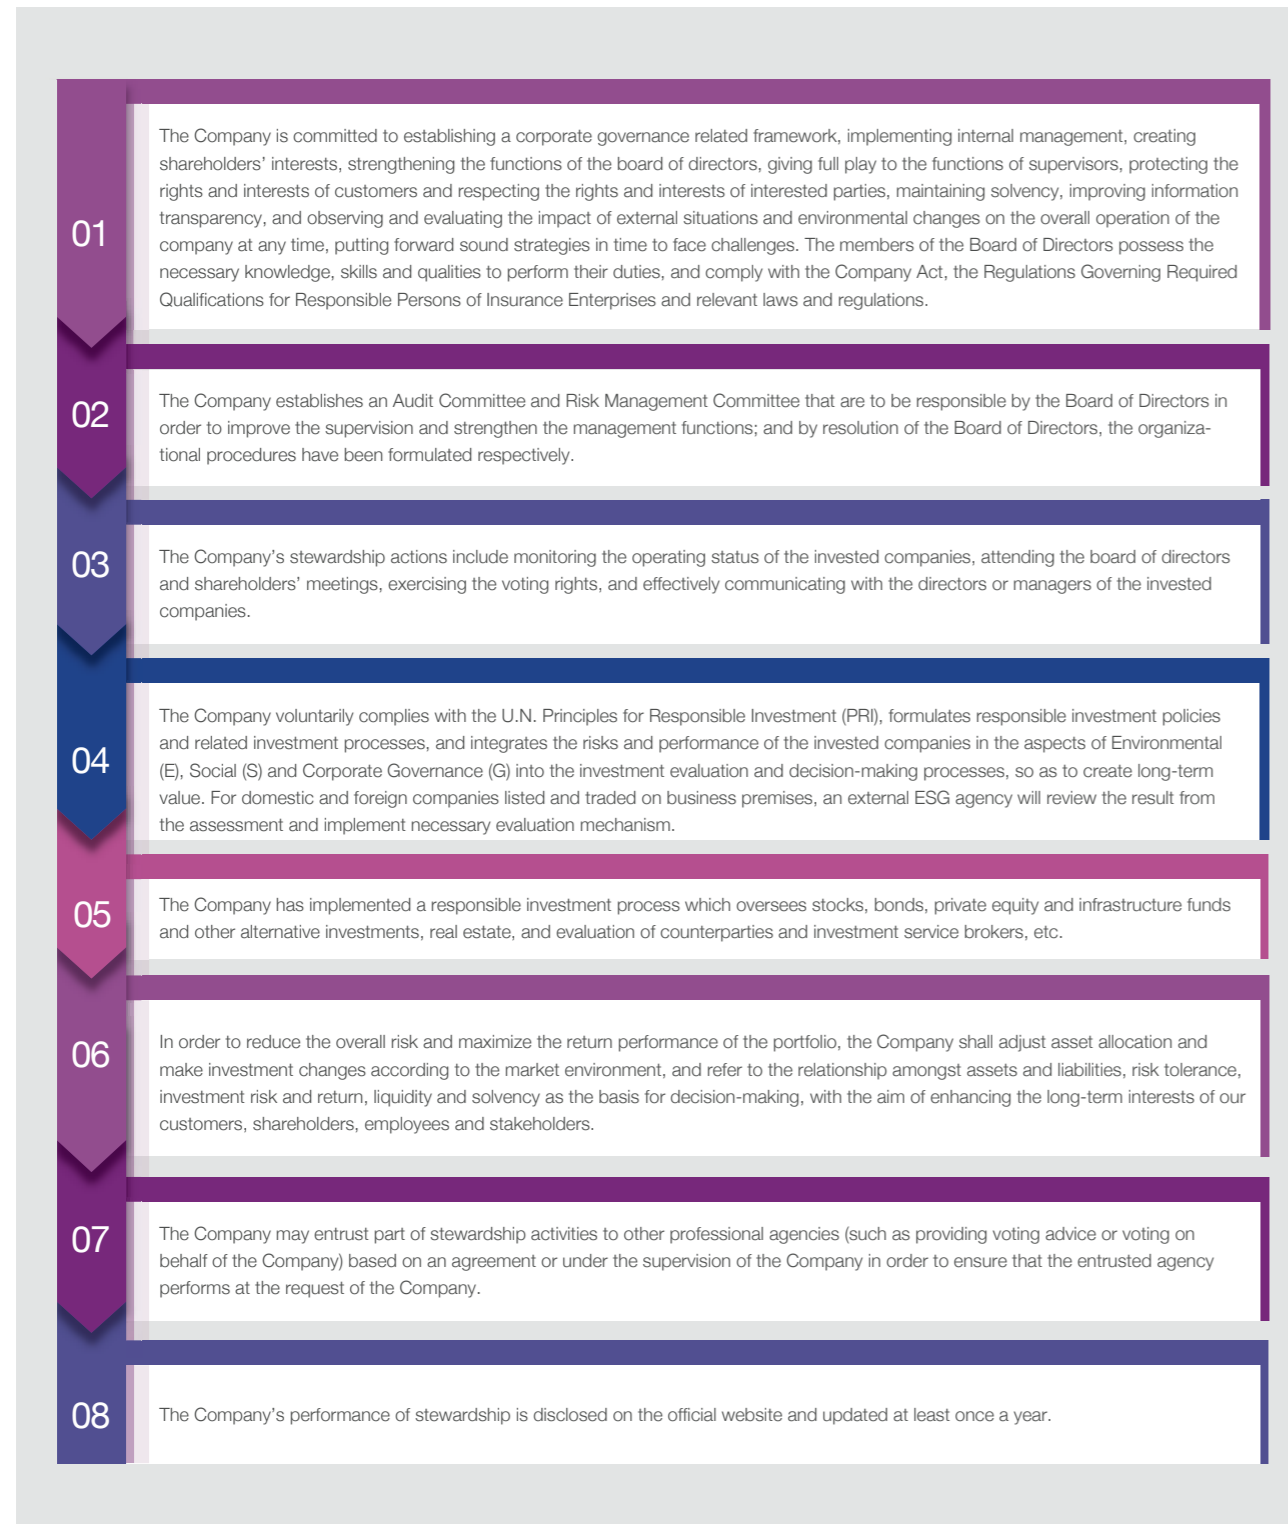 01
The Company is committed to establishing a corporate governance related framework, implementing internal management, creating
shareholders’ interests, strengthening the functions of the board of directors, giving full play to the functions of supervisors, protecting the
rights and interests of customers and respecting the rights and interests of interested parties, maintaining solvency, improving information
transparency, and observing and evaluating the impact of external situations and environmental changes on the overall operation of the
company at any time, putting forward sound strategies in time to face challenges. The members of the Board of Directors possess the
necessary knowledge, skills and qualities to perform their duties, and comply with the Company Act, the Regulations Governing Required
Qualifications for Responsible Persons of Insurance Enterprises and relevant laws and regulations.
02
The Company establishes an Audit Committee and Risk Management Committee that are to be responsible by the Board of Directors in
order to improve the supervision and strengthen the management functions; and by resolution of the Board of Directors, the organiza-
tional procedures have been formulated respectively.
03
The Company’s stewardship actions include monitoring the operating status of the invested companies, attending the board of directors
and shareholders’ meetings, exercising the voting rights, and effectively communicating with the directors or managers of the invested
companies.
04
The Company voluntarily complies with the U.N. Principles for Responsible Investment (PRI), formulates responsible investment policies
and related investment processes, and integrates the risks and performance of the invested companies in the aspects of Environmental
(E), Social (S) and Corporate Governance (G) into the investment evaluation and decision-making processes, so as to create long-term
value. For domestic and foreign companies listed and traded on business premises, an external ESG agency will review the result from
the assessment and implement necessary evaluation mechanism.
05
The Company has implemented a responsible investment process which oversees stocks, bonds, private equity and infrastructure funds
and other alternative investments, real estate, and evaluation of counterparties and investment service brokers, etc.
06
In order to reduce the overall risk and maximize the return performance of the portfolio, the Company shall adjust asset allocation and
make investment changes according to the market environment, and refer to the relationship amongst assets and liabilities, risk tolerance,
investment risk and return, liquidity and solvency as the basis for decision-making, with the aim of enhancing the long-term interests of our
customers, shareholders, employees and stakeholders.
07
The Company may entrust part of stewardship activities to other professional agencies (such as providing voting advice or voting on
behalf of the Company) based on an agreement or under the supervision of the Company in order to ensure that the entrusted agency
performs at the request of the Company.
08
The Company’s performance of stewardship is disclosed on the official website and updated at least once a year.